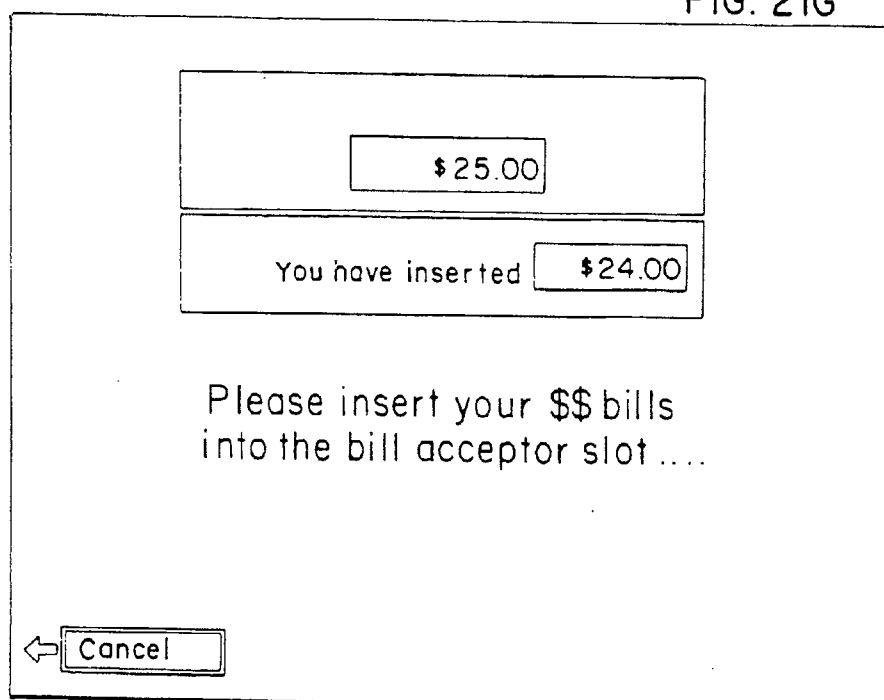 FIG. 21G
$25.00
You have inserted $24.00
Please insert your $$ bills
into the bill acceptor slot ....
Cancel